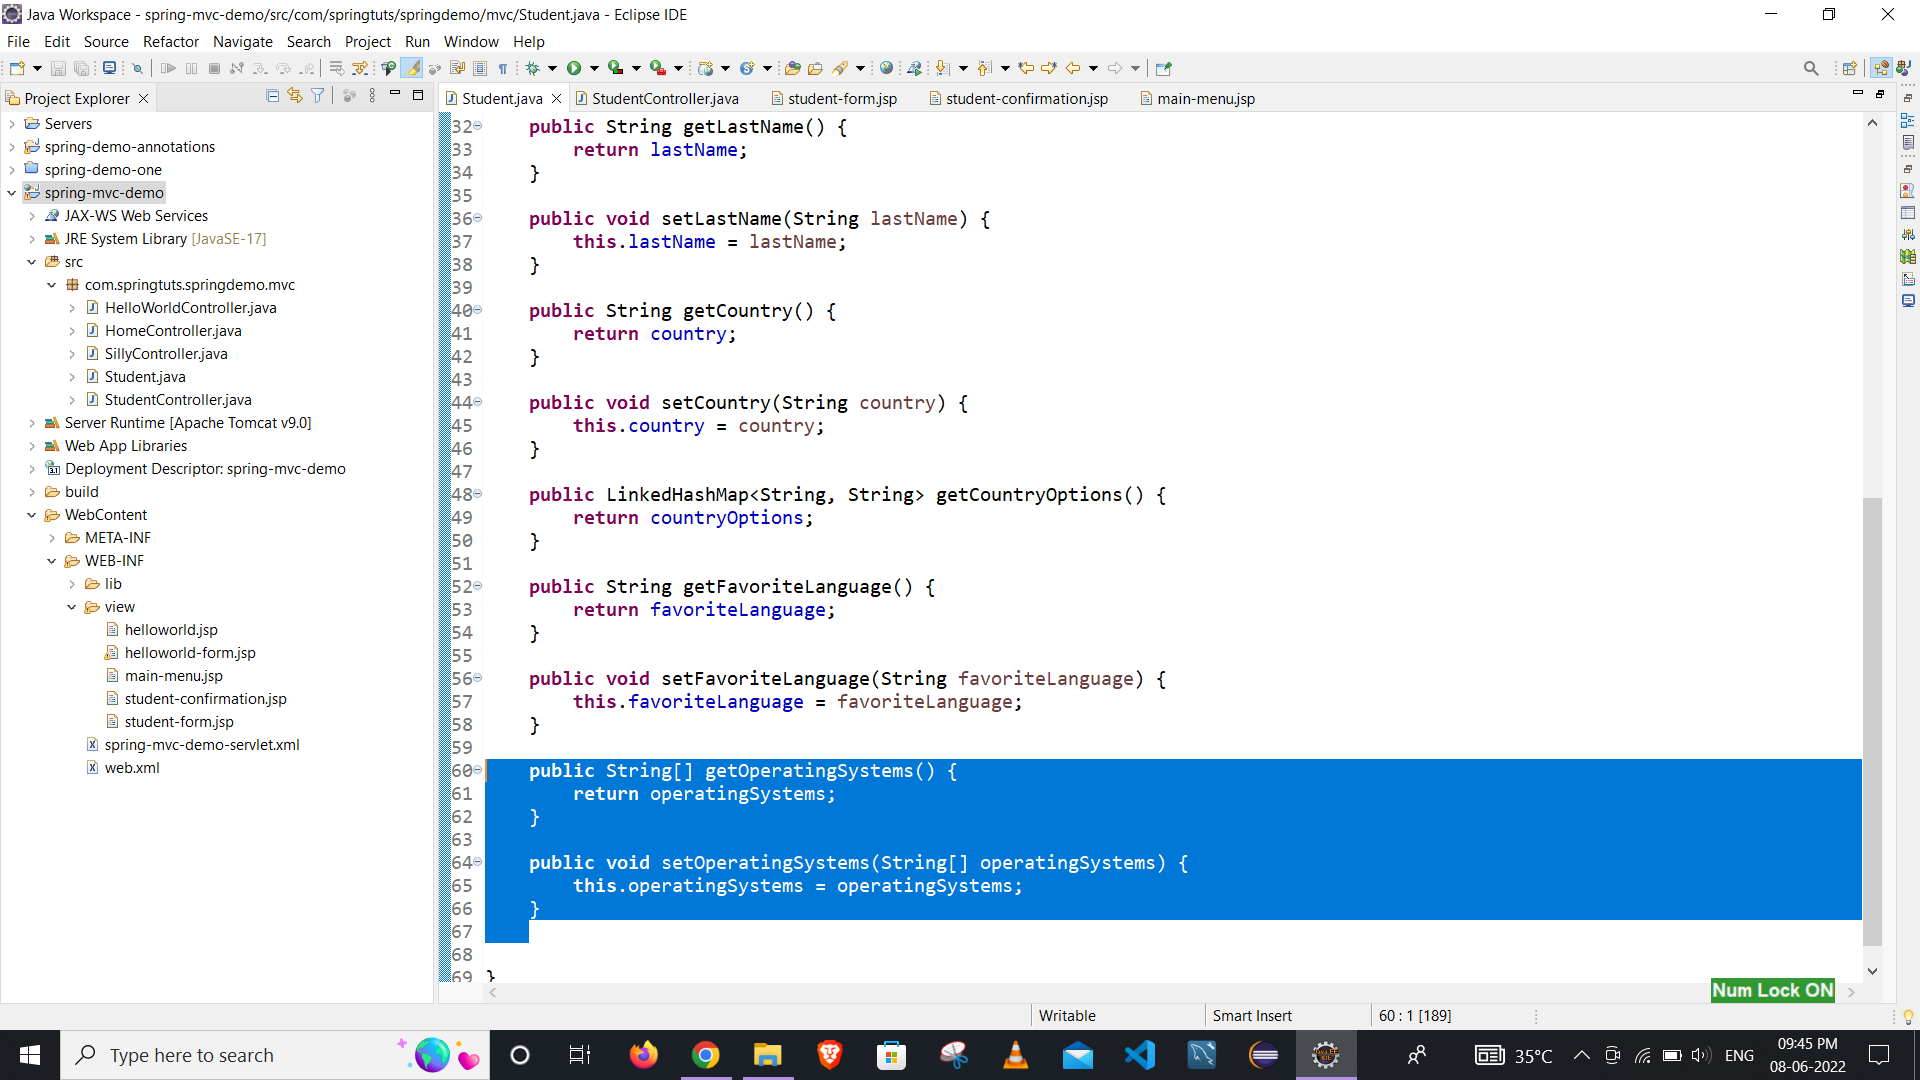 Java Workspace - spring-mvc-demo/src/com/springtuts/springdemo/mvc/Student.java - Eclipse IDE
File Edit Source Refactor Navigate Search Project Run Window Help
Project Explorer
Student.java StudentController.java student-form.jsp student-confirmation.jsp main-menu.jsp
Servers
spring-demo-annotations
spring-demo-one
spring-mvc-demo
JAX-WS Web Services
JRE System Library [JavaSE-17]
src
com.springtuts.springdemo.mvc
HelloWorldController.java
HomeController.java
SillyController.java
Student.java
StudentController.java
Server Runtime [Apache Tomcat v9.0]
Web App Libraries
Deployment Descriptor: spring-mvc-demo
build
WebContent
META-INF
WEB-INF
lib
view
helloworld.jsp
helloworld-form.jsp
main-menu.jsp
student-confirmation.jsp
student-form.jsp
spring-mvc-demo-servlet.xml
web.xml
32 public String getLastName() {
33 return lastName;
34 }
35
36 public void setLastName(String lastName) {
37 this.lastName = lastName;
38 }
39
40 public String getCountry() {
41 return country;
42 }
43
44 public void setCountry(String country) {
45 this.country = country;
46 }
47
48 public LinkedHashMap<String, String> getCountryOptions() {
49 return countryOptions;
50 }
51
52 public String getFavoriteLanguage() {
53 return favoriteLanguage;
54 }
55
56 public void setFavoriteLanguage(String favoriteLanguage) {
57 this.favoriteLanguage = favoriteLanguage;
58 }
59
60 public String[] getOperatingSystems() {
61 return operatingSystems;
62 }
63
64 public void setOperatingSystems(String[] operatingSystems) {
65 this.operatingSystems = operatingSystems;
66 }
67
68
69 }
Num Lock ON
Writable Smart Insert 60 : 1 [189]
Type here to search
35°C ENG 09:45 PM
08-06-2022